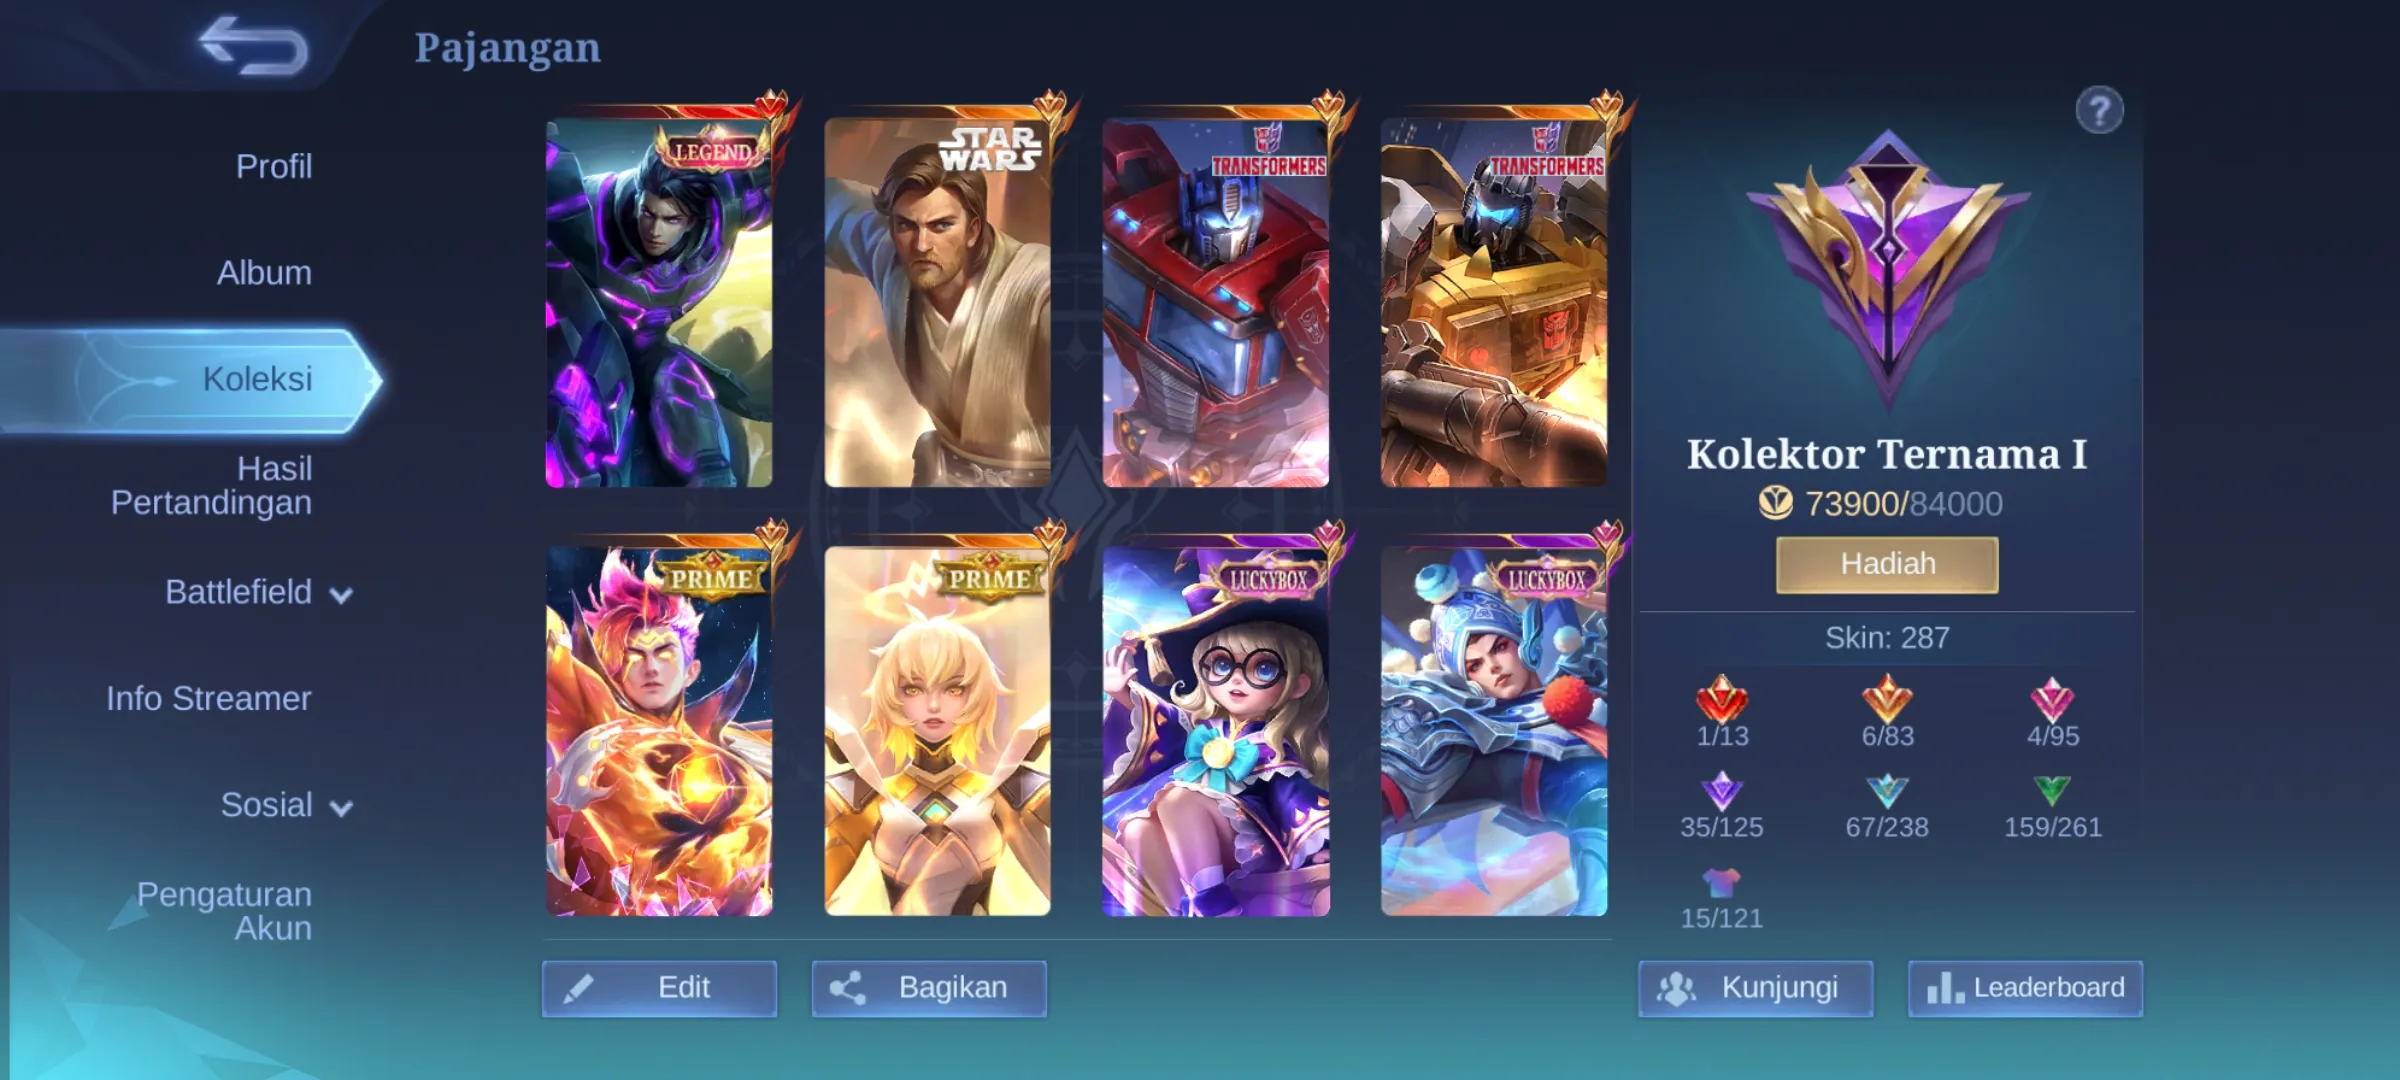 Pajangan
Profil
Album
Koleksi
Hasil
Pertandingan
Battlefield
Info Streamer
Sosial
Pengaturan
Akun
LEGEND
STAR
WARS
TRANSFORMERS
TRANSFORMERS
PRIME
PRIME
LUCKYBOX
LUCKYBOX
Edit
Bagikan
?
Kolektor Ternama I
73900/84000
Hadiah
Skin: 287
1/13
6/83
4/95
35/125
67/238
159/261
15/121
Kunjungi
Leaderboard